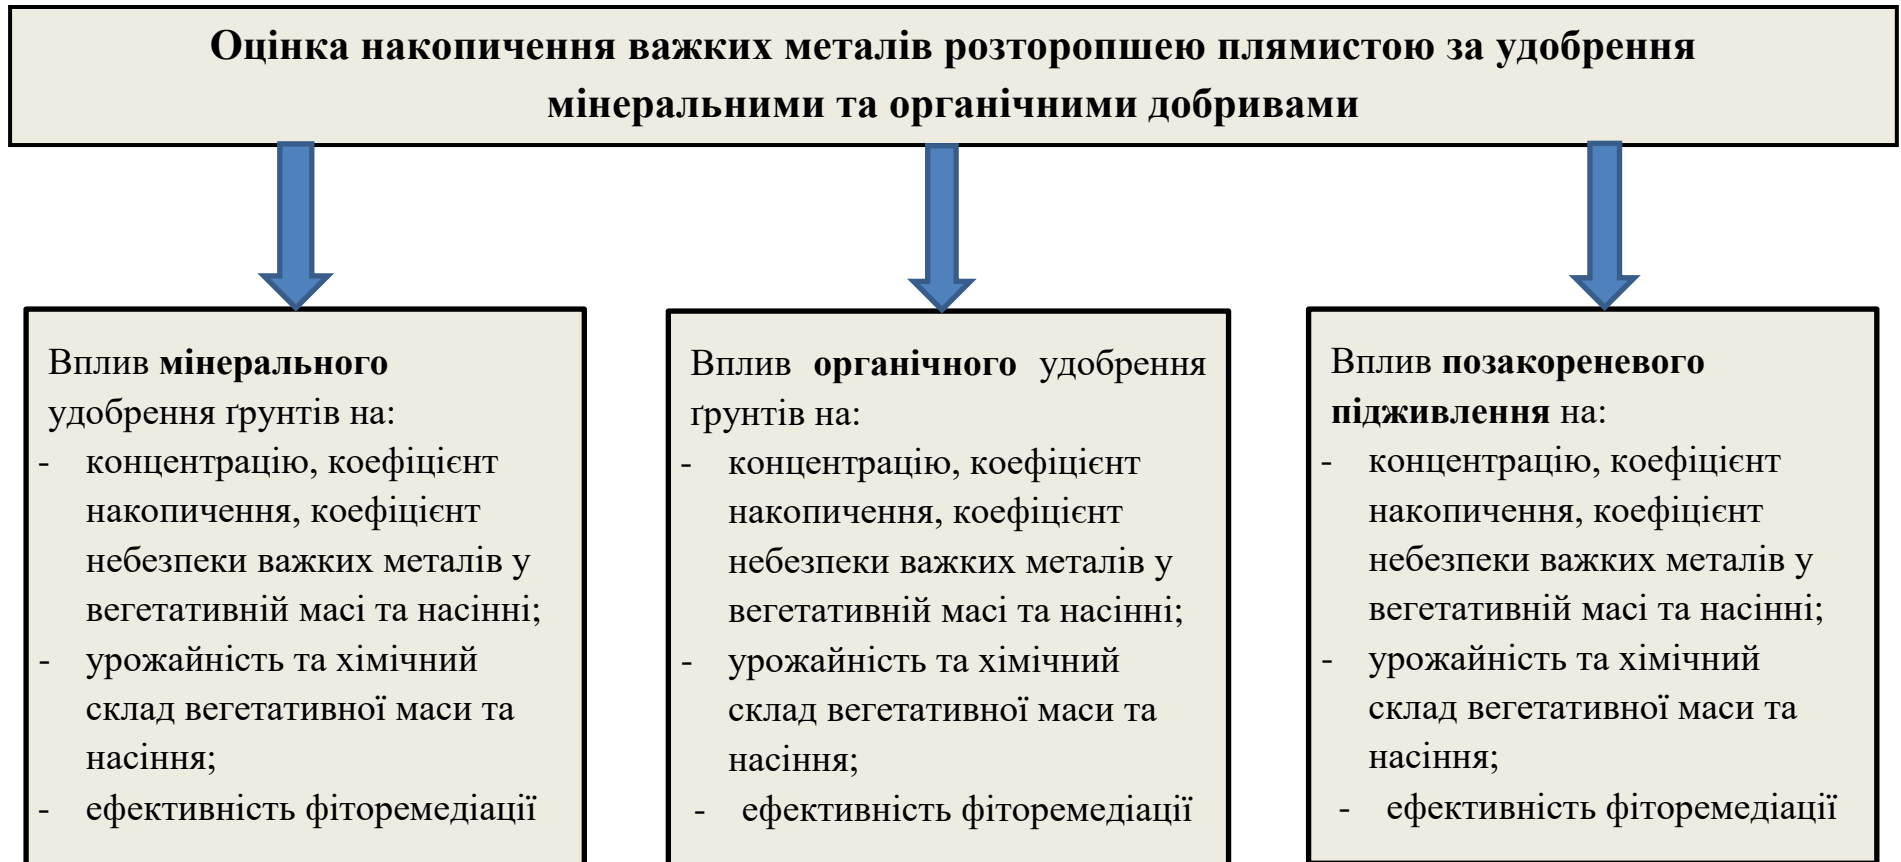 Оцінка накопичення важких металів розторопшею плямистою за удобрення
мінеральними та органічними добривами
Вплив мінерального
удобрення ґрунтів на:
- концентрацію, коефіцієнт
накопичення, коефіцієнт
небезпеки важких металів у
вегетативній масі та насінні;
- урожайність та хімічний
склад вегетативної маси та
насіння;
- ефективність фіторемедіації
Вплив органічного удобрення
ґрунтів на:
- концентрацію, коефіцієнт
накопичення, коефіцієнт
небезпеки важких металів у
вегетативній масі та насінні;
- урожайність та хімічний
склад вегетативної маси та
насіння;
- ефективність фіторемедіації
Вплив позакореневого
підживлення на:
- концентрацію, коефіцієнт
накопичення, коефіцієнт
небезпеки важких металів у
вегетативній масі та насінні;
- урожайність та хімічний
склад вегетативної маси та
насіння;
- ефективність фіторемедіації